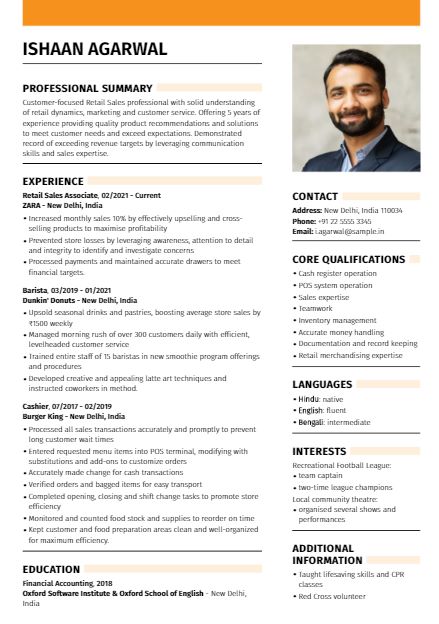 ISHAAN AGARWAL
PROFESSIONAL SUMMARY
Customer-focused Retail Sales professional with solid understanding
of retail dynamics, marketing and customer service. Offering 5 years of
experience providing quality product recommendations and solutions
to meet customer needs and exceed expectations. Demonstrated
record of exceeding revenue targets by leveraging communication
skills and sales expertise.
EXPERIENCE
Retail Sales Associate, 02/2021 - Current
ZARA - New Delhi, India
• Increased monthly sales 10% by effectively upselling and cross-
selling products to maximise profitability
• Prevented store losses by leveraging awareness, attention to detail
and integrity to identify and investigate concerns
• Processed payments and maintained accurate drawers to meet
financial targets.
Barista, 03/2019 - 01/2021
Dunkin' Donuts - New Delhi, India
• Upsold seasonal drinks and pastries, boosting average store sales by
₹1500 weekly
• Managed morning rush of over 300 customers daily with efficient,
levelheaded customer service
• Trained entire staff of 15 baristas in new smoothie program offerings
and procedures
• Developed creative and appealing latte art techniques and
instructed coworkers in method.
Cashier, 07/2017 - 02/2019
Burger King - New Delhi, India
• Processed all sales transactions accurately and promptly to prevent
long customer wait times
• Entered requested menu items into POS terminal, modifying with
substitutions and add-ons to customize orders
• Accurately made change for cash transactions
• Verified orders and bagged items for easy transport
• Completed opening, closing and shift change tasks to promote store
efficiency
• Monitored and counted food stock and supplies to reorder on time
• Kept customer and food preparation areas clean and well-organized
for maximum efficiency.
EDUCATION
Financial Accounting, 2018
Oxford Software Institute & Oxford School of English - New Delhi,
India
CONTACT
Address: New Delhi, India 110034
Phone: +91 22 5555 3345
Email: i.agarwal@sample.in
CORE QUALIFICATIONS
• Cash register operation
• POS system operation
• Sales expertise
• Teamwork
• Inventory management
• Accurate money handling
• Documentation and record keeping
• Retail merchandising expertise
LANGUAGES
• Hindu: native
• English: fluent
• Bengali: intermediate
INTERESTS
Recreational Football League:
• team captain
• two-time league champions
Local community theatre:
• organised several shows and
performances
ADDITIONAL
INFORMATION
• Taught lifesaving skills and CPR
classes
• Red Cross volunteer